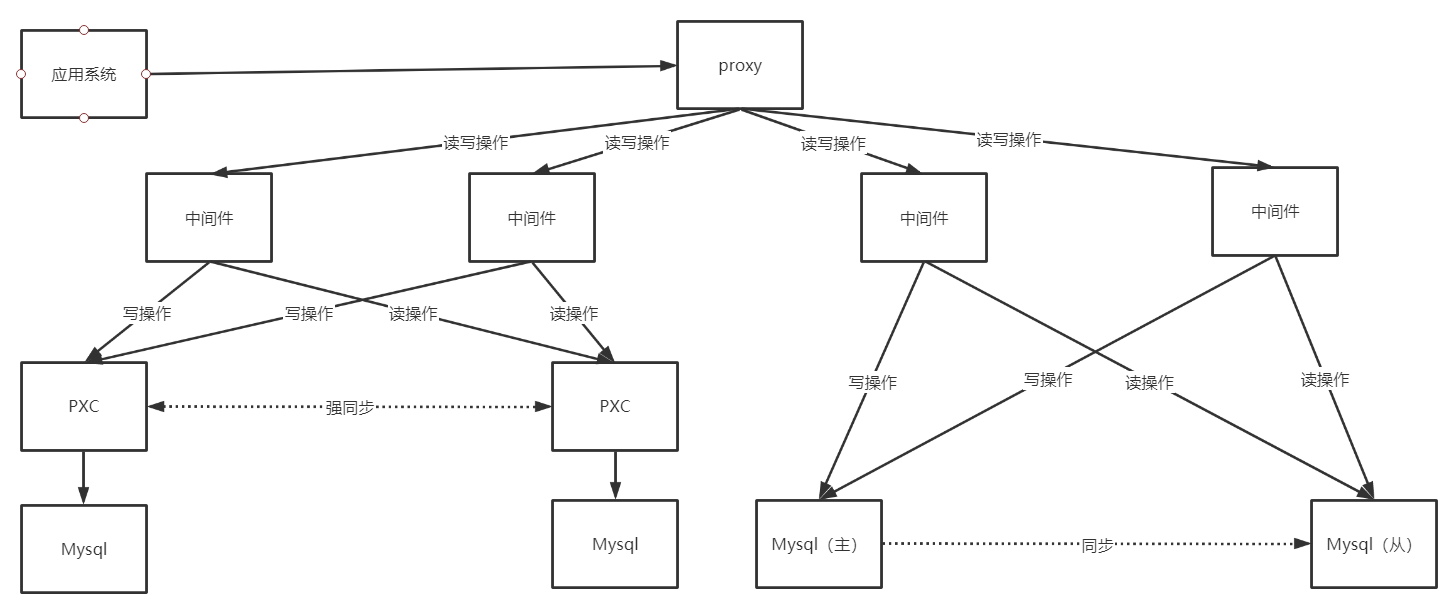 应用系统
proxy
读写操作
读写操作
读写操作
读写操作
中间件
中间件
中间件
中间件
写操作
写操作
读操作
读操作
写操作
写操作
读操作
读操作
PXC
强同步
PXC
Mysql
Mysql
Mysql（主）
同步
Mysql（从）